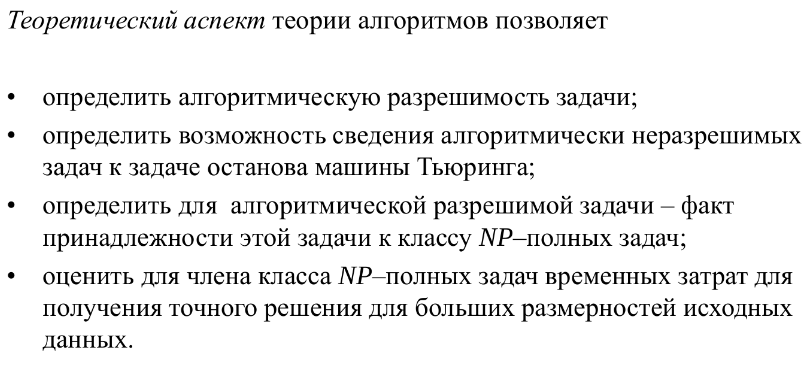 Теоретический аспект теории алгоритмов позволяет
• определить алгоритмическую разрешимость задачи;
• определить возможность сведения алгоритмически неразрешимых
задач к задаче останова машины Тьюринга;
• определить для алгоритмической разрешимой задачи – факт
принадлежности этой задачи к классу NP–полных задач;
• оценить для члена класса NP–полных задач временных затрат для
получения точного решения для больших размерностей исходных
данных.